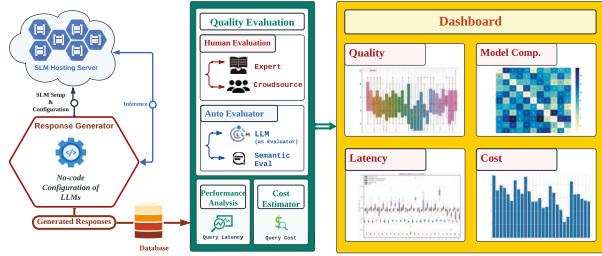 SLM Hosting Server
SLM Setup
&
Configuration
Inference
Response Generator
No-code
Configuration of
LLMs
Generated Responses
Database
Quality Evaluation
Human Evaluation
Expert
Crowdsource
Auto Evaluator
LLM
LLM
(as Evaluator)
Semantic
Eval
Performance
Analysis
Query Latency
Cost
Estimator
Query Cost
Dashboard
Quality
Model Comp.
Latency
Cost